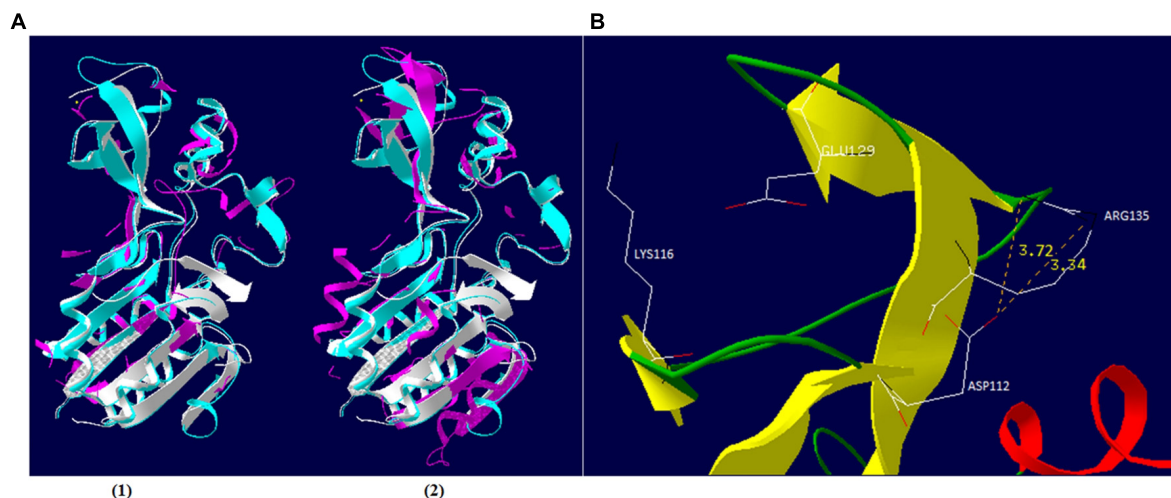 A
B
GLU129
ARG135
LYS116
3.72
3.34
ASP112
(1)
(2)